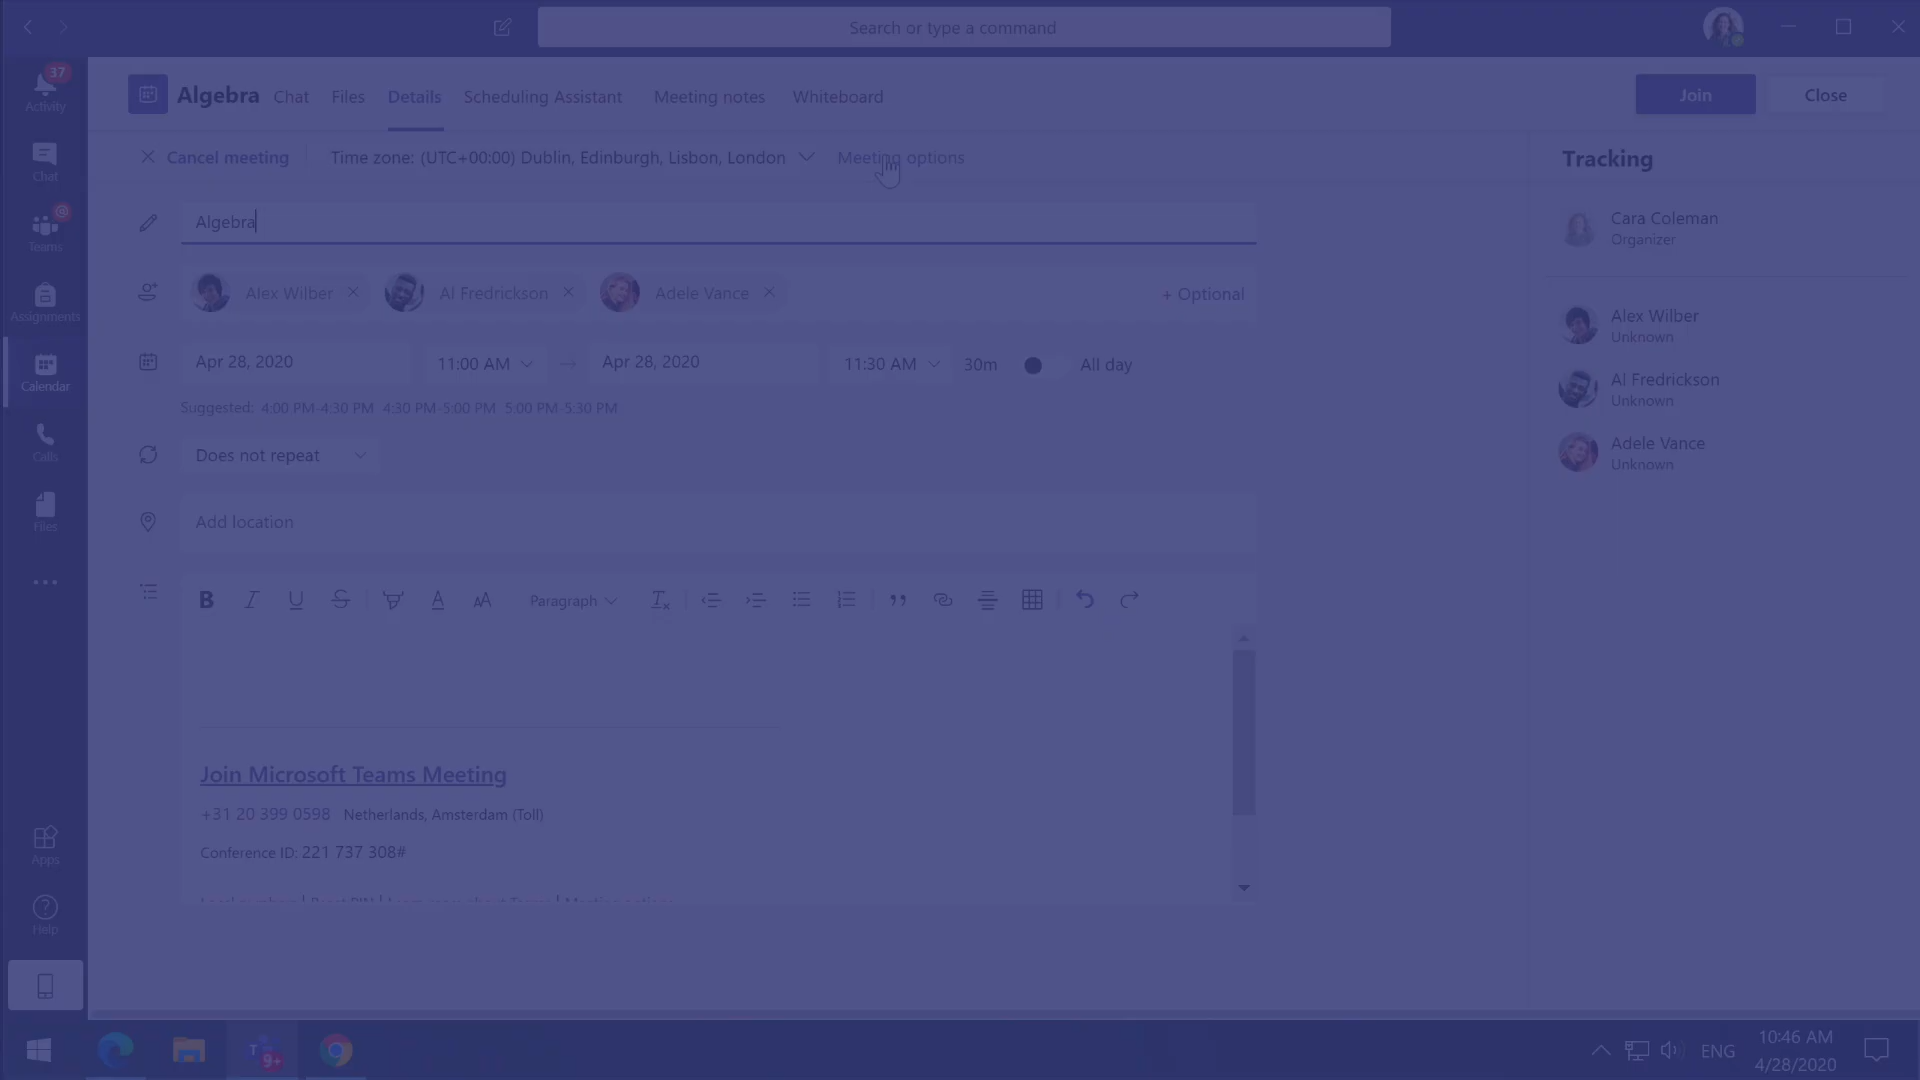 Search or type a command
37
Activity
Chat
Teams
Assignments
Calendar
Calls
Files
Apps
Help
Algebra Chat Files Details Scheduling Assistant Meeting notes Whiteboard Join Close
Cancel meeting Time zone: (UTC+00:00) Dublin, Edinburgh, Lisbon, London Meeting options
Algebra
Alex Wilber Al Fredrickson Adele Vance + Optional
Apr 28, 2020 11:00 AM → Apr 28, 2020 11:30 AM 30m All day
Suggested: 4:00 PM-4:30 PM 4:30 PM-5:00 PM 5:00 PM-5:30 PM
Does not repeat
Add location
B I U S A AA Paragraph
Join Microsoft Teams Meeting
+31 20 399 0598 Netherlands, Amsterdam (Toll)
Conference ID: 221 737 308#
Tracking
Cara Coleman
Organizer
Alex Wilber
Unknown
Al Fredrickson
Unknown
Adele Vance
Unknown
T 9+
ENG
10:46 AM
4/28/2020